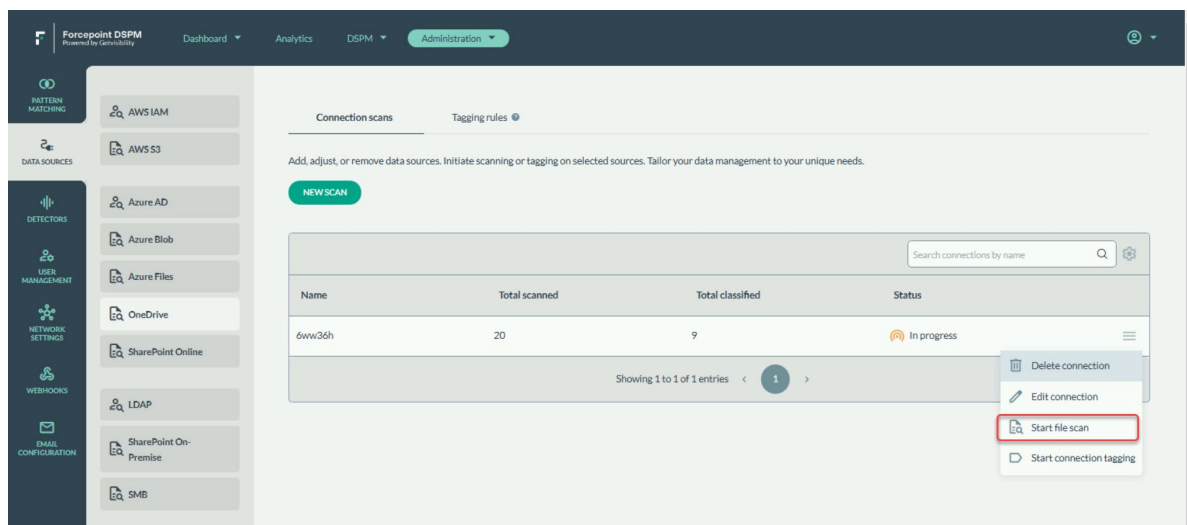 Forcepoint DSPM
Powered by Getvisibility
Dashboard
Analytics
DSPM
Administration
PATTERN
MATCHING
DATA SOURCES
DETECTORS
USER
MANAGEMENT
NETWORK
SETTINGS
WEBHOOKS
EMAIL
CONFIGURATION
AWS IAM
AWS S3
Azure AD
Azure Blob
Azure Files
OneDrive
SharePoint Online
LDAP
SharePoint On-
Premise
SMB
Connection scans
Tagging rules
Add, adjust, or remove data sources. Initiate scanning or tagging on selected sources. Tailor your data management to your unique needs.
NEW SCAN
Search connections by name
Name Total scanned Total classified Status
6ww36h 20 9 In progress
Showing 1 to 1 of 1 entries < 1 >
Delete connection
Edit connection
Start file scan
Start connection tagging